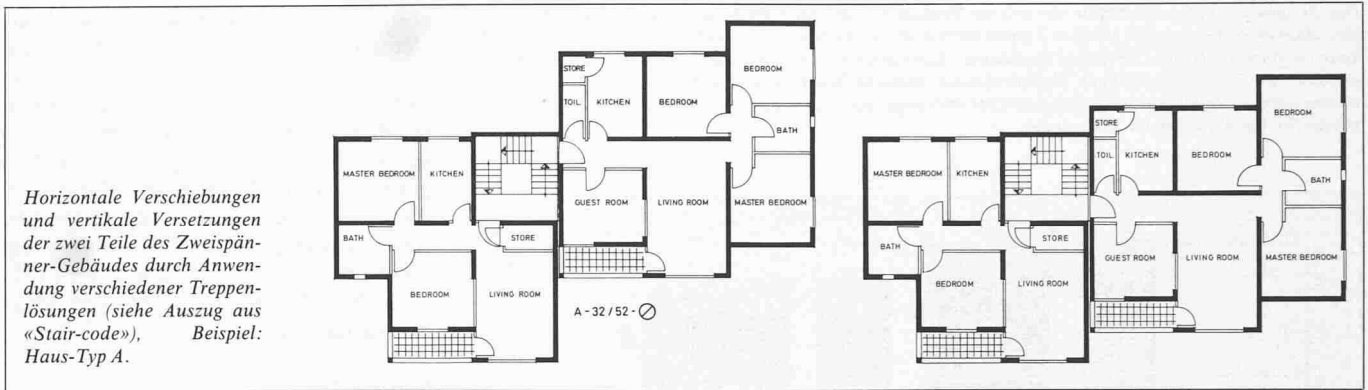 Horizontale Verschiebungen
und vertikale Versetzungen
der zwei Teile des Zweispän-
ner-Gebäudes durch Anwen-
dung verschiedener Treppen-
lösungen (siehe Auszug aus
«Stair-code»), Beispiel:
Haus-Typ A.
STORE
TOIL.
KITCHEN
BEDROOM
BEDROOM
BATH
MASTER BEDROOM
KITCHEN
GUEST ROOM
LIVING ROOM
MASTER BEDROOM
BATH
STORE
BEDROOM
LIVING ROOM
A - 32 / 52 -
STORE
TOIL.
KITCHEN
BEDROOM
BEDROOM
BATH
MASTER BEDROOM
KITCHEN
GUEST ROOM
LIVING ROOM
MASTER BEDROOM
BATH
STORE
BEDROOM
LIVING ROOM